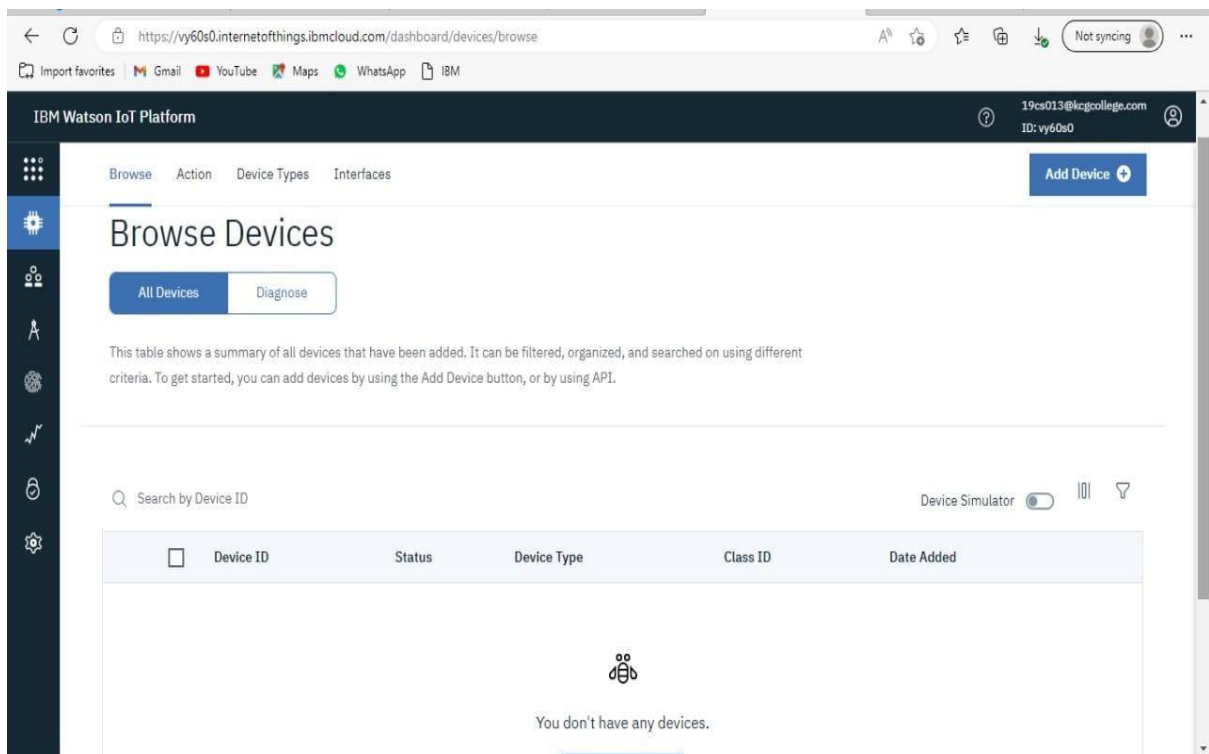 https://vy60s0.internetofthings.ibmcloud.com/dashboard/devices/browse
Not syncing
Import favorites
Gmail
YouTube
Maps
WhatsApp
IBM
IBM Watson IoT Platform
19cs013@kcgcollege.com
ID: vy60s0
Browse
Action
Device Types
Interfaces
Add Device
Browse Devices
All Devices
Diagnose
This table shows a summary of all devices that have been added. It can be filtered, organized, and searched on using different
criteria. To get started, you can add devices by using the Add Device button, or by using API.
Search by Device ID
Device Simulator
Device ID
Status
Device Type
Class ID
Date Added
You don't have any devices.